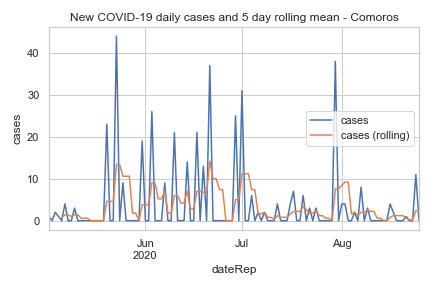 New COVID-19 daily cases and 5 day rolling mean - Comoros
cases
40
30
20
10
0
cases
cases (rolling)
Jun
2020
Jul
Aug
dateRep